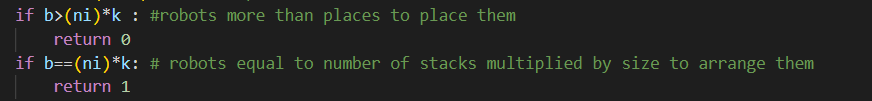 if b>(ni)*k : #robots more than places to place them
return 0
if b==(ni)*k: # robots equal to number of stacks multiplied by size to arrange them
return 1